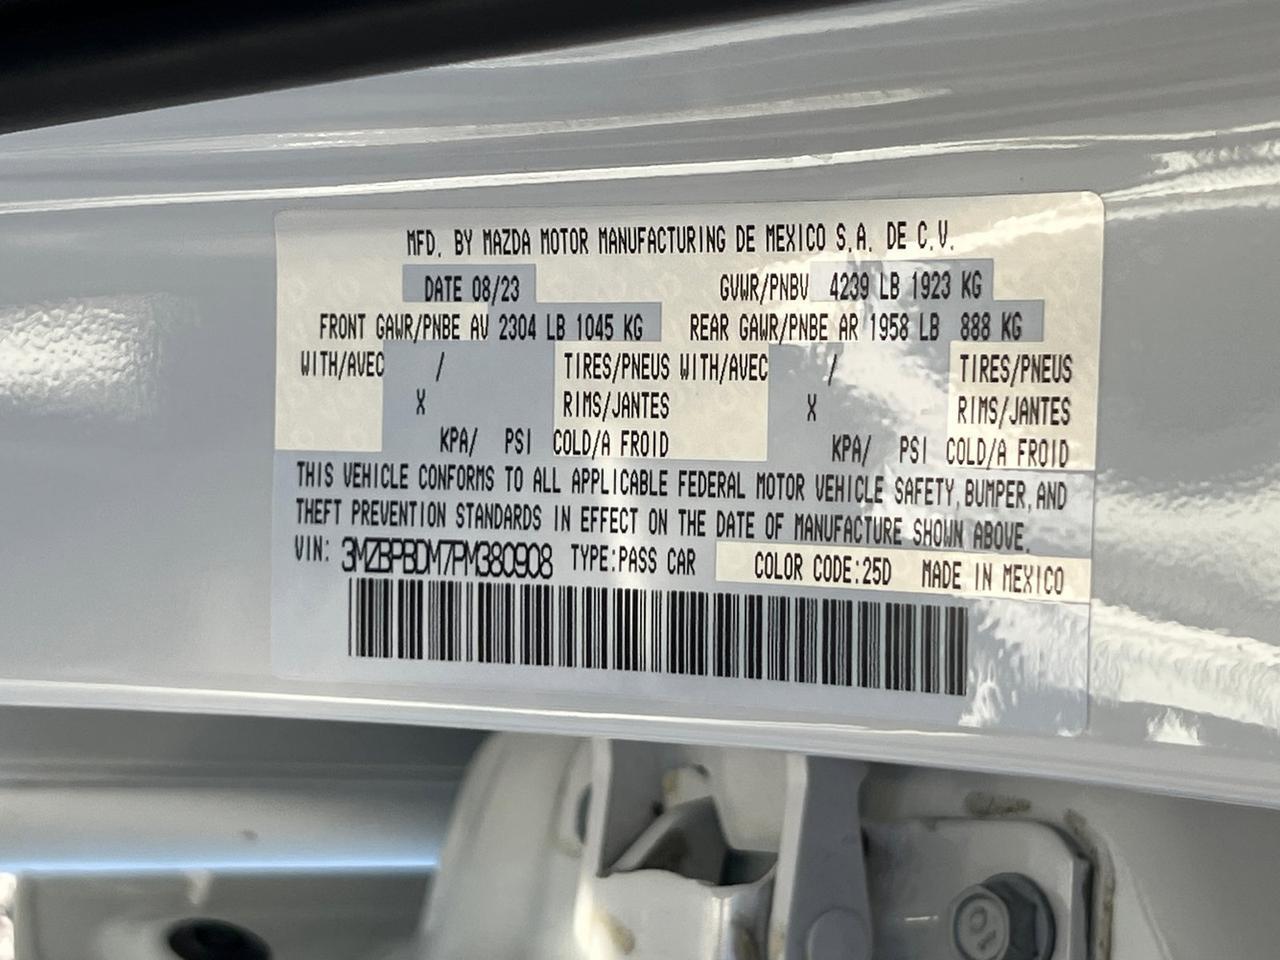 MFD. BY MAZDA MOTOR MANUFACTURING DE MEXICO S.A. DE C.V.
DATE 08/23 GVWR/PNBV 4239 LB 1923 KG
FRONT GAWR/PNBE AV 2304 LB 1045 KG REAR GAWR/PNBE AR 1958 LB 888 KG
WITH/AVEC / TIRES/PNEUS WITH/AVEC / TIRES/PNEUS
X RIMS/JANTES X RIMS/JANTES
KPA/ PSI COLD/A FROID KPA/ PSI COLD/A FROID
THIS VEHICLE CONFORMS TO ALL APPLICABLE FEDERAL MOTOR VEHICLE SAFETY, BUMPER, AND
THEFT PREVENTION STANDARDS IN EFFECT ON THE DATE OF MANUFACTURE SHOWN ABOVE.
VIN: 3MZBPBDM7PM380908 TYPE:PASS CAR COLOR CODE:25D MADE IN MEXICO